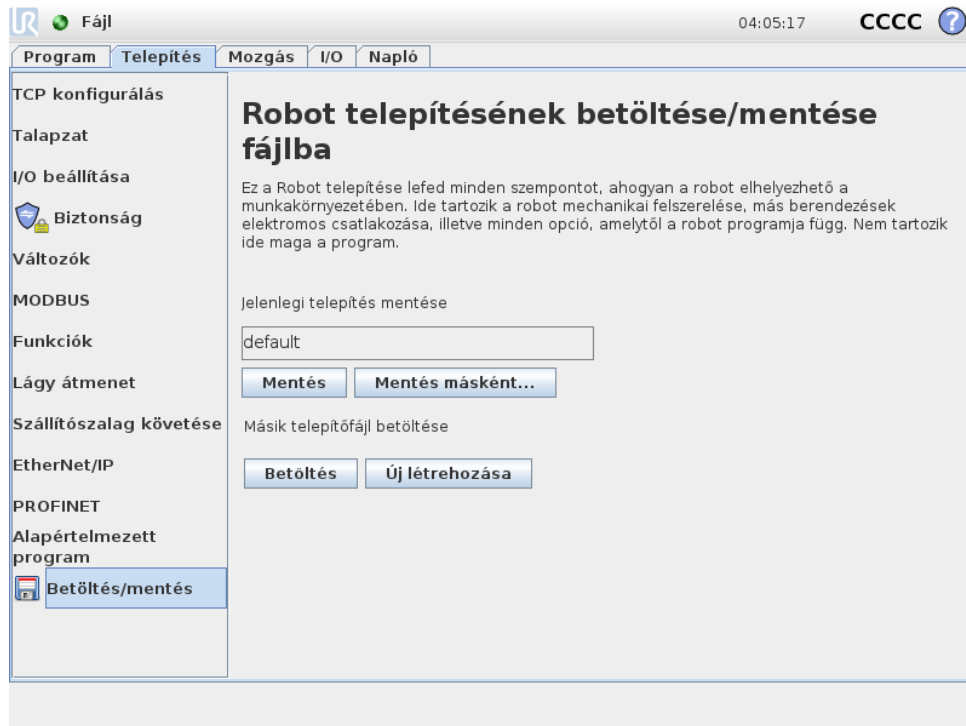 UR Fájl 04:05:17 CCCC ?
Program Telepítés Mozgás I/O Napló
TCP konfigurálás
Talapzat
I/O beállítása
Biztonság
Változók
MODBUS
Funkciók
Lágy átmenet
Szállítószalag követése
EtherNet/IP
PROFINET
Alapértelmezett
program
Betöltés/mentés
Robot telepítésének betöltése/mentése
fájlba
Ez a Robot telepítése lefed minden szempontot, ahogyan a robot elhelyezhető a
munkakörnyezetében. Ide tartozik a robot mechanikai felszerelése, más berendezések
elektromos csatlakozása, illetve minden opció, amelytől a robot programja függ. Nem tartozik
ide maga a program.
Jelenlegi telepítés mentése
default
Mentés Mentés másként...
Másik telepítőfájl betöltése
Betöltés Új létrehozása